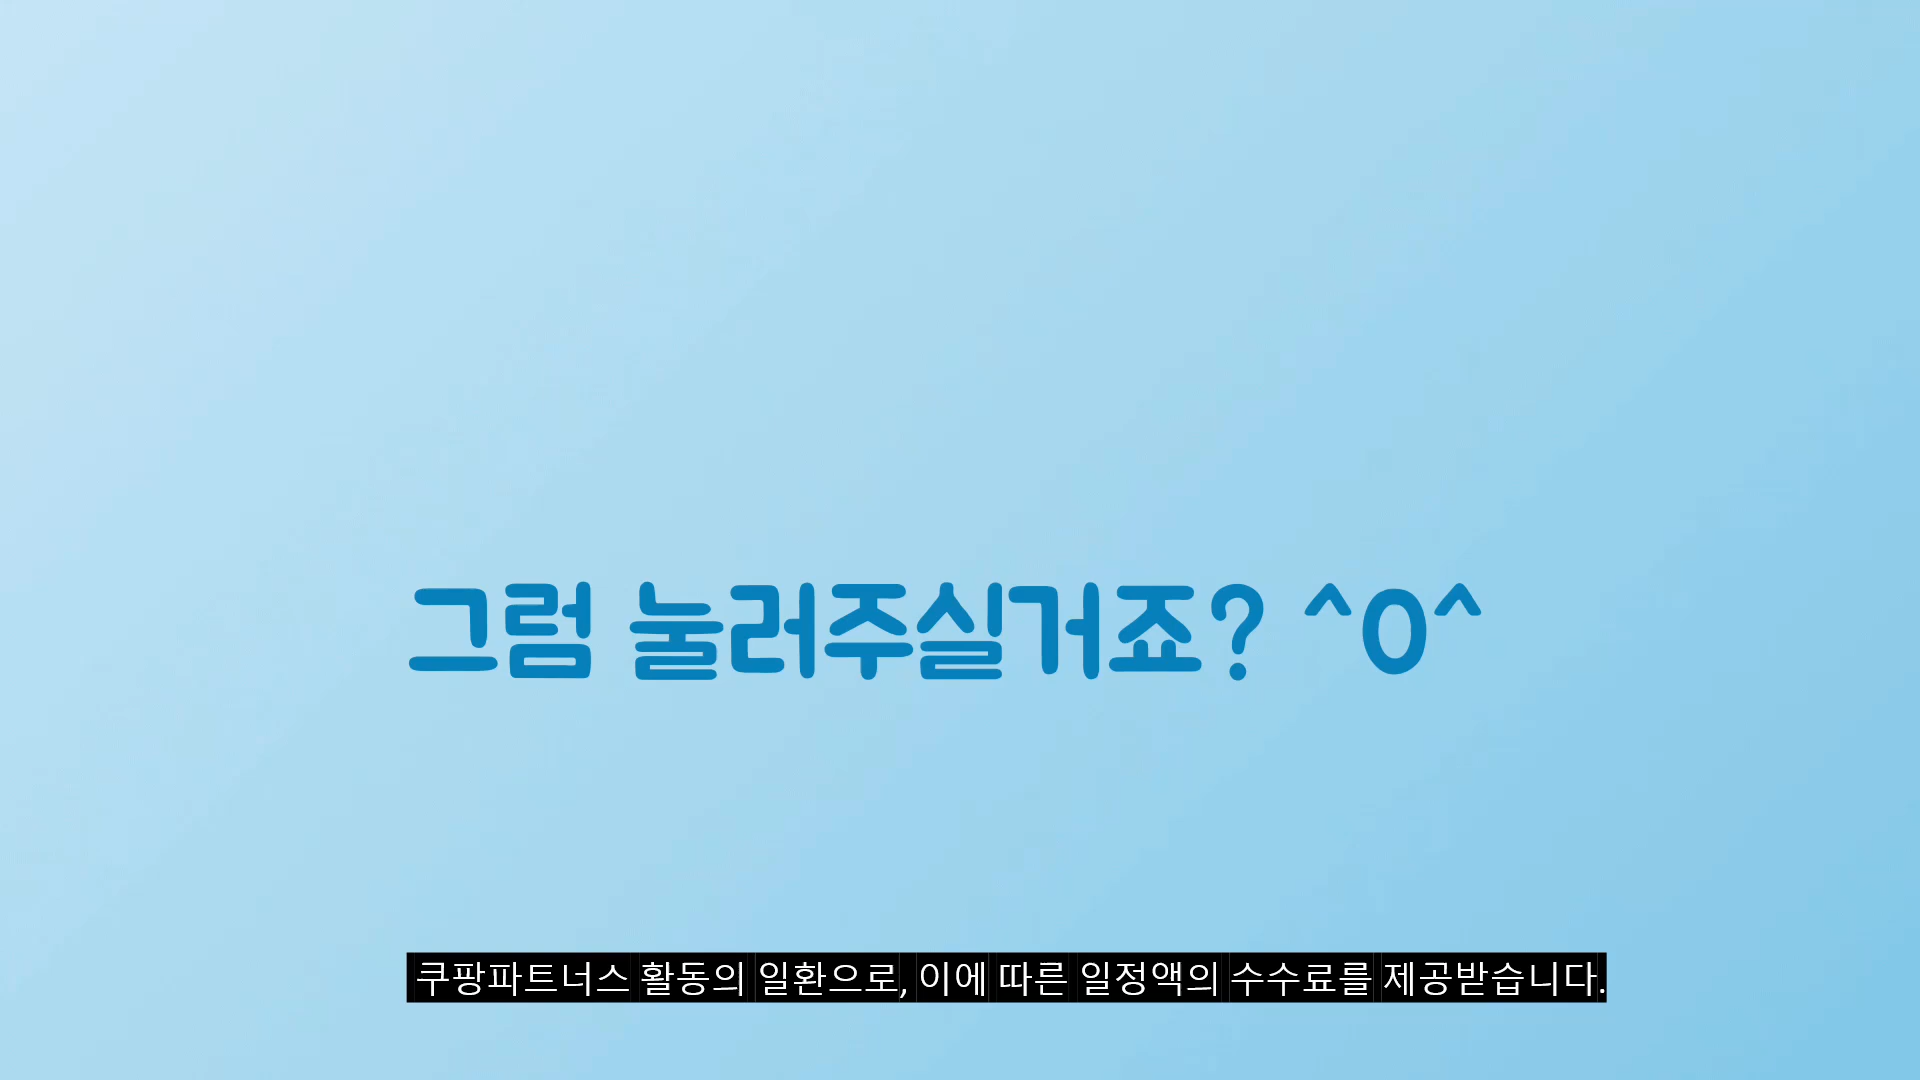 그럼 눌러주실거죠? ^0^
쿠팡파트너스 활동의 일환으로, 이에 따른 일정액의 수수료를 제공받습니다.